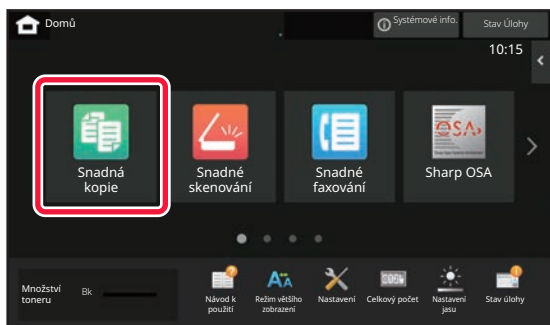 Domů
Systémové info.
Stav Úlohy
10:15
Snadná
kopie
Snadné
skenování
Snadné
faxování
OSA
Sharp OSA
Množství
toneru
Bk
Návod k
použití
Režim většího
zobrazení
Nastavení
Celkový počet
Nastavení
jasu
Stav úlohy